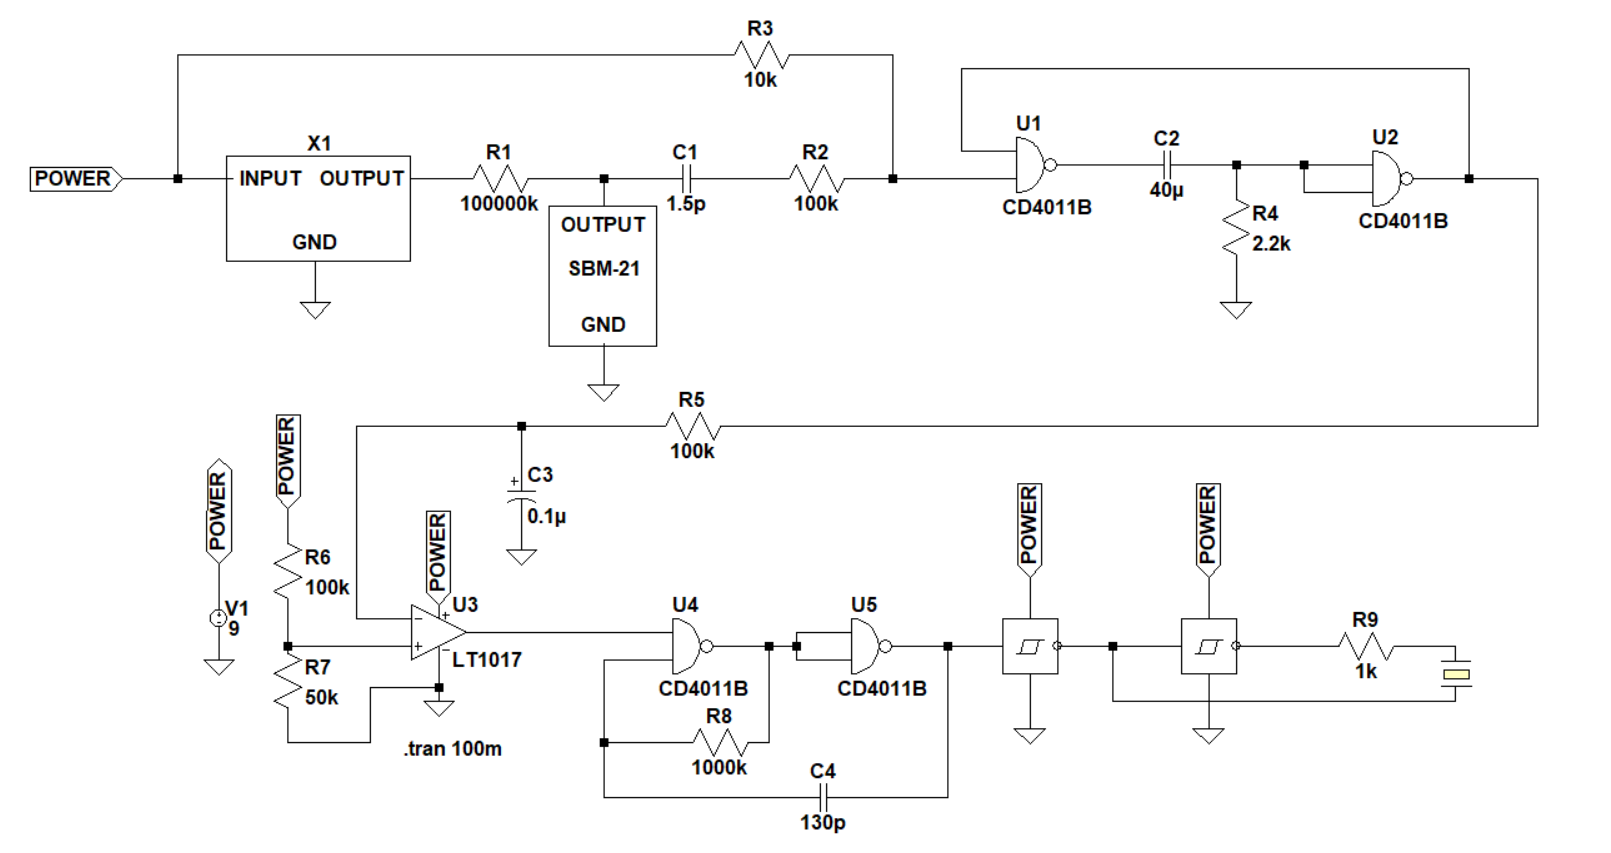 R3
10k
POWER
X1
INPUT OUTPUT
GND
R1
100000k
C1
1.5p
R2
100k
OUTPUT
SBM-21
GND
U1
CD4011B
C2
40µ
R4
2.2k
U2
CD4011B
R5
100k
C3
+
0.1µ
POWER
V1
9
POWER
R6
100k
R7
50k
POWER
U3
LT1017
.tran 100m
U4
CD4011B
R8
1000k
U5
CD4011B
C4
130p
POWER
POWER
R9
1k